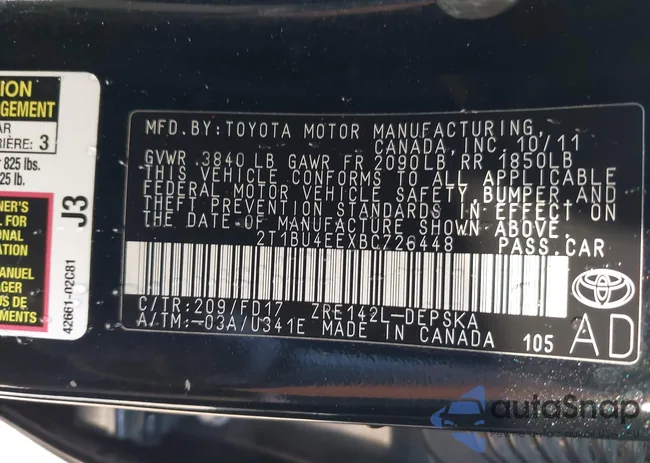 ION
GEMENT
AR
RIÈRE: 3
825 lbs.
25 lb.
NER'S
L FOR
ONAL
ATION
ANUEL
IRE
US DE
MENTS
J3
42661-02C81
MFD.BY:TOYOTA MOTOR MANUFACTURING,
CANADA, INC. 10/11
GVWR 3840 LB GAWR FR 2090LB, RR 1850LB
THIS VEHICLE CONFORMS TO ALL APPLICABLE
FEDERAL MOTOR VEHICLE SAFETY, BUMPER, AND
THEFT PREVENTION STANDARDS IN EFFECT ON
THE DATE OF MANUFACTURE SHOWN ABOVE.
2T1BU4EEXBC726448 PASS.CAR
C/TR:209/FD17 ZRE142L-DEPSKA
A/TM:-03A/U341E MADE IN CANADA 105
AD
autoSnap